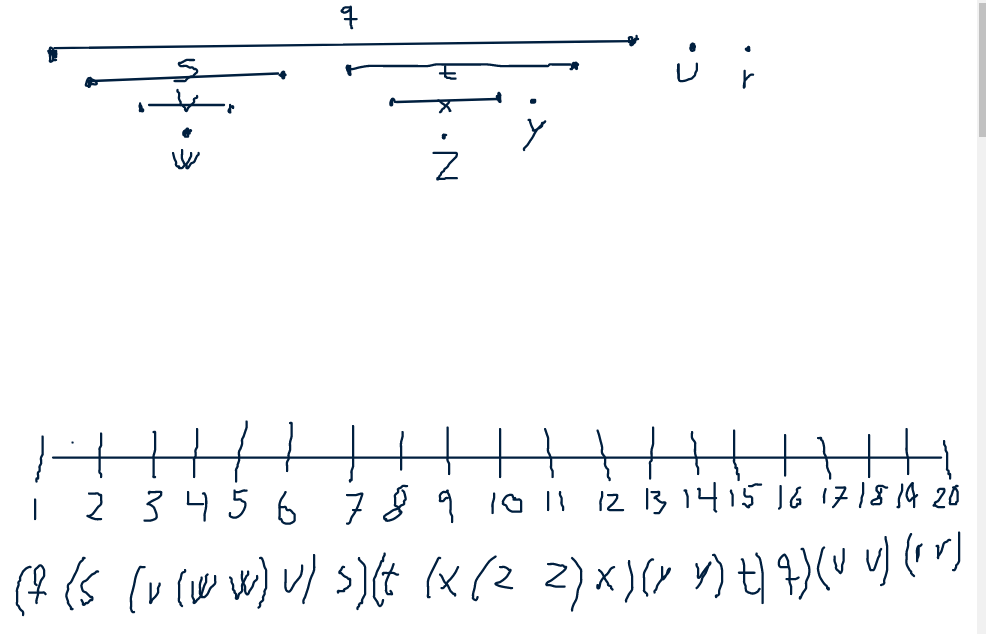 q
S t U r
V x y
W Z
1 2 3 4 5 6 7 8 9 10 11 12 13 14 15 16 17 18 19 20
(q (s (v (w w) v) s) (t (x (z z) x) (y y) t) q) (u u) (r r)